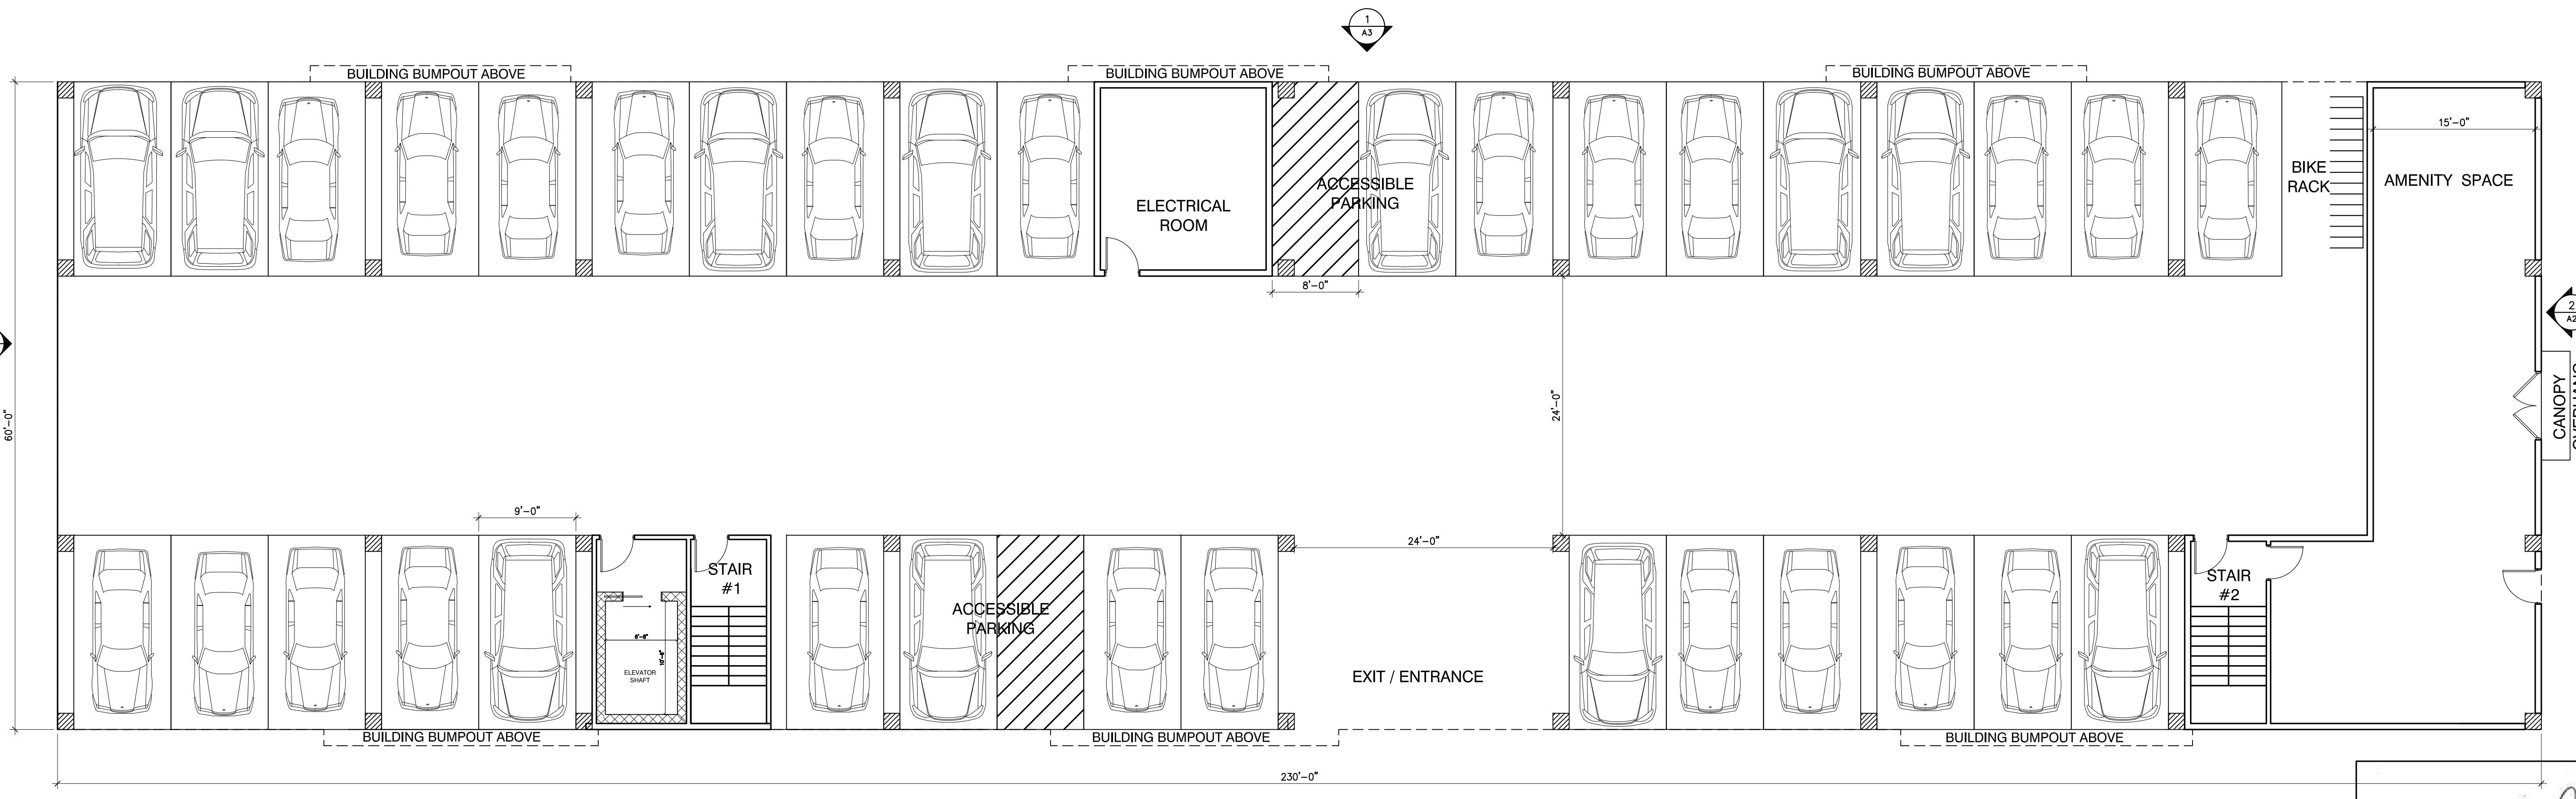 1
A3
BUILDING BUMPOUT ABOVE
BUILDING BUMPOUT ABOVE
BUILDING BUMPOUT ABOVE
15'-0"
BIKE
RACK
AMENITY SPACE
ACCESSIBLE
PARKING
ELECTRICAL
ROOM
8'-0"
2
A2
60'-0"
24'-0"
CANOPY
9'-0"
24'-0"
STAIR
#1
STAIR
#2
ACCESSIBLE
PARKING
ELEVATOR
SHAFT
EXIT / ENTRANCE
BUILDING BUMPOUT ABOVE
BUILDING BUMPOUT ABOVE
BUILDING BUMPOUT ABOVE
230'-0"